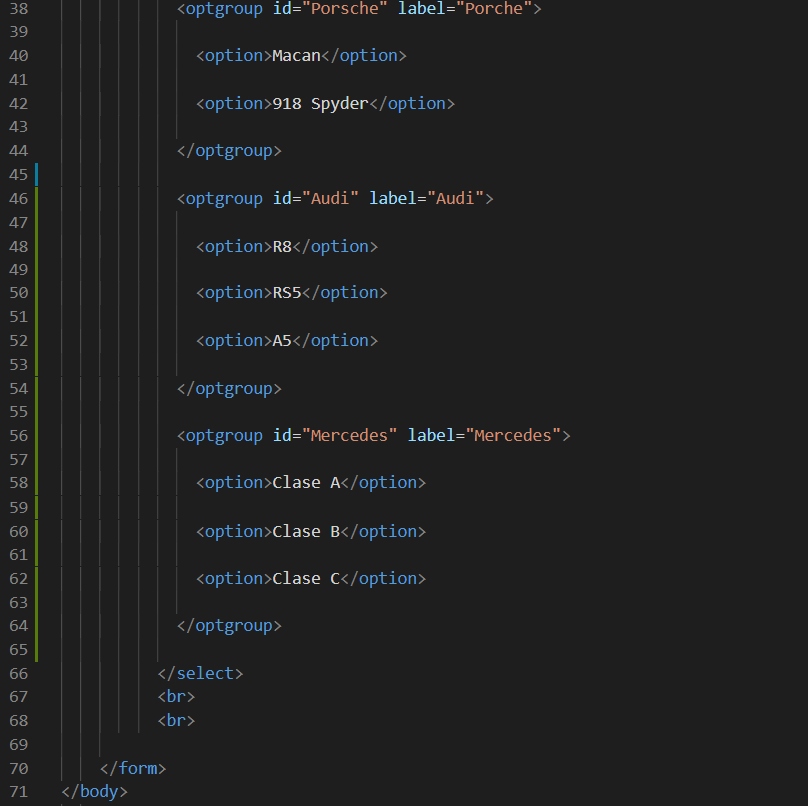 38 <optgroup id="Porsche" label="Porche">
39
40 <option>Macan</option>
41
42 <option>918 Spyder</option>
43
44 </optgroup>
45
46 <optgroup id="Audi" label="Audi">
47
48 <option>R8</option>
49
50 <option>RS5</option>
51
52 <option>A5</option>
53
54 </optgroup>
55
56 <optgroup id="Mercedes" label="Mercedes">
57
58 <option>Clase A</option>
59
60 <option>Clase B</option>
61
62 <option>Clase C</option>
63
64 </optgroup>
65
66 </select>
67 <br>
68 <br>
69
70 </form>
71 </body>